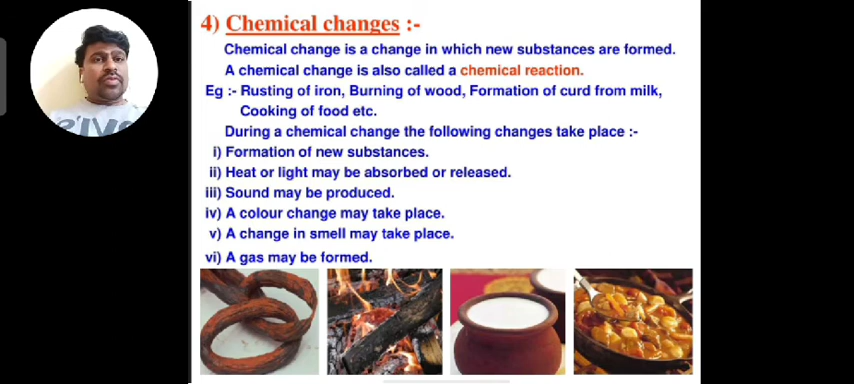 4) Chemical changes :-
Chemical change is a change in which new substances are formed.
A chemical change is also called a chemical reaction.
Eg :- Rusting of iron, Burning of wood, Formation of curd from milk,
Cooking of food etc.
During a chemical change the following changes take place :-
i) Formation of new substances.
ii) Heat or light may be absorbed or released.
iii) Sound may be produced.
iv) A colour change may take place.
v) A change in smell may take place.
vi) A gas may be formed.